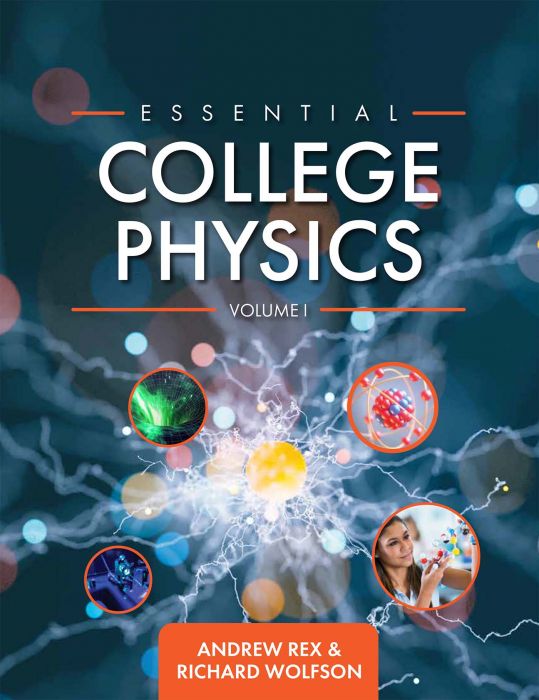 ESSENTIAL
COLLEGE
PHYSICS
VOLUME I
ANDREW REX &
RICHARD WOLFSON